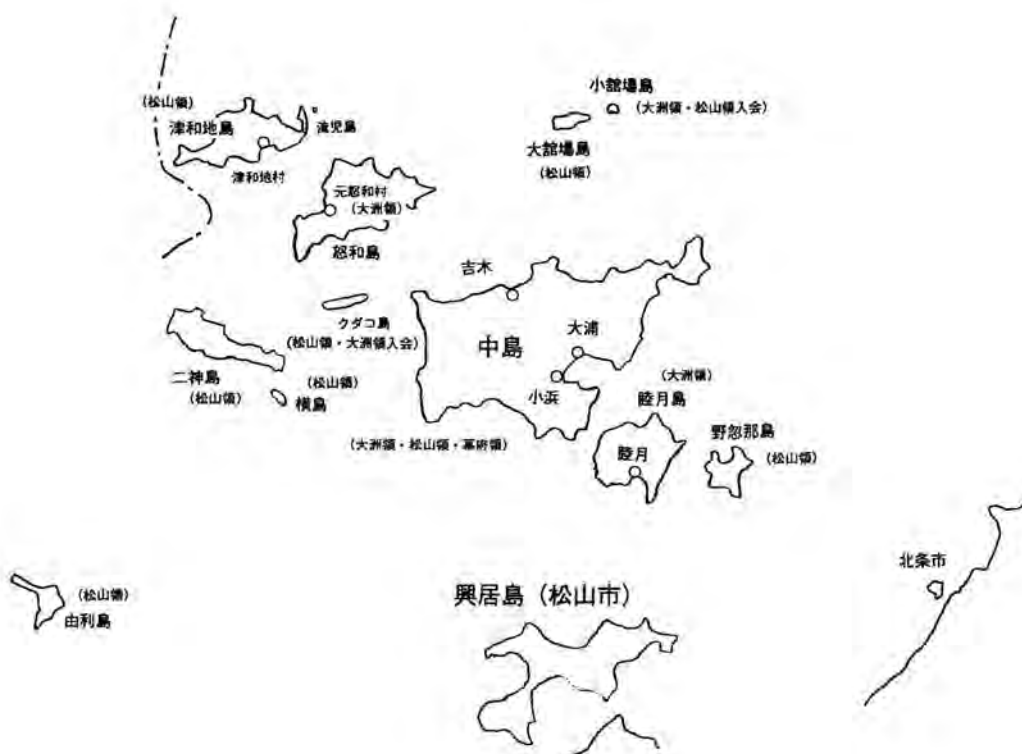 小舘場島
(大洲領・松山領入会)
大舘場島
(松山領)
(松山領)
津和地島
流児島
津和地村
元怒和村
(大洲領)
怒和島
吉木
クダコ島
(松山領・大洲領入会)
中島
大浦
小浜
二神島
(松山領)
(松山領)
横島
(大洲領・松山領・幕府領)
(大洲領)
睦月島
睦月
野忽那島
(松山領)
北条市
(松山領)
由利島
興居島(松山市)